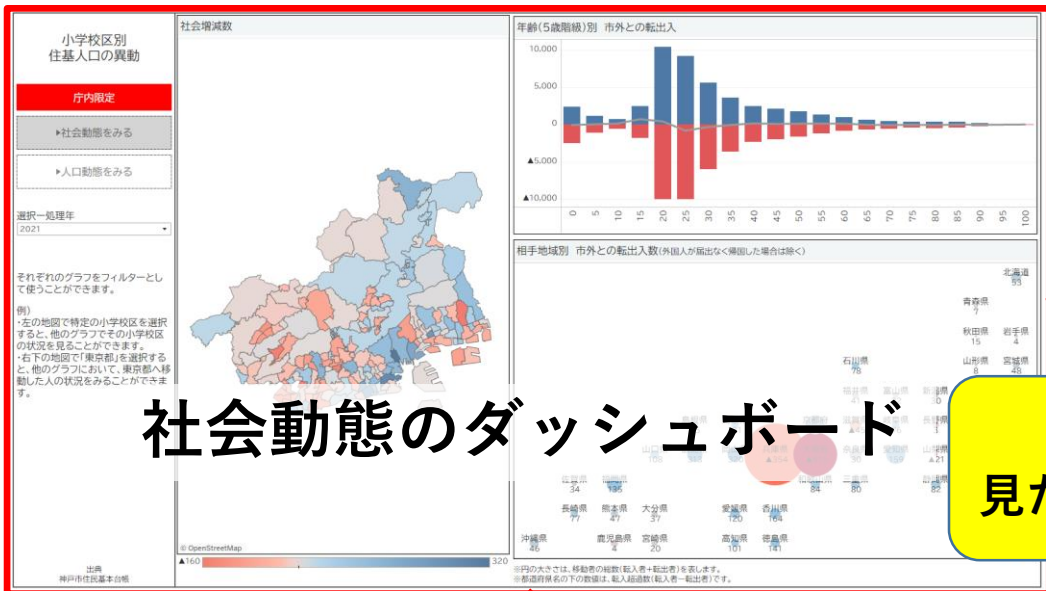 小学校区別
住基人口の異動
庁内限定
▶社会動態をみる
▶人口動態をみる
選択ー処理年
2021
それぞれのグラフをフィルターとし
て使うことができます。
例)
・左の地図で特定の小学校区を選択
すると、他のグラフでその小学校区
の状況を見ることができます。
・右下の地図で「東京都」を選択する
と、他のグラフにおいて、東京都へ移
動した人の状況をみることができま
す。
出典
神戸市住民基本台帳
社会増減数
© OpenStreetMap
▲160
320
年齢(5歳階級)別 市外との転出入
10,000
5,000
0
▲5,000
▲10,000
0 5 10 15 20 25 30 35 40 45 50 55 60 65 70 75 80 85 90 95 100
相手地域別 市外との転出入数(外国人が届出なく帰国した場合は除く)
北海道
53
青森県
7
秋田県 岩手県
15 4
石川県 山形県 宮城県
78 8 48
社会動態のダッシュボード
▲21
34 135 84 80 82
長崎県 熊本県 大分県 愛媛県 香川県
77 47 37 120 164
沖縄県 鹿児島県 宮崎県 高知県 徳島県
46 4 20 101 141
※円の大きさは、移動者の総数(転入者+転出者)を表します。
※都道府県名の下の数値は、転入超過数(転入者ー転出者)です。
見た